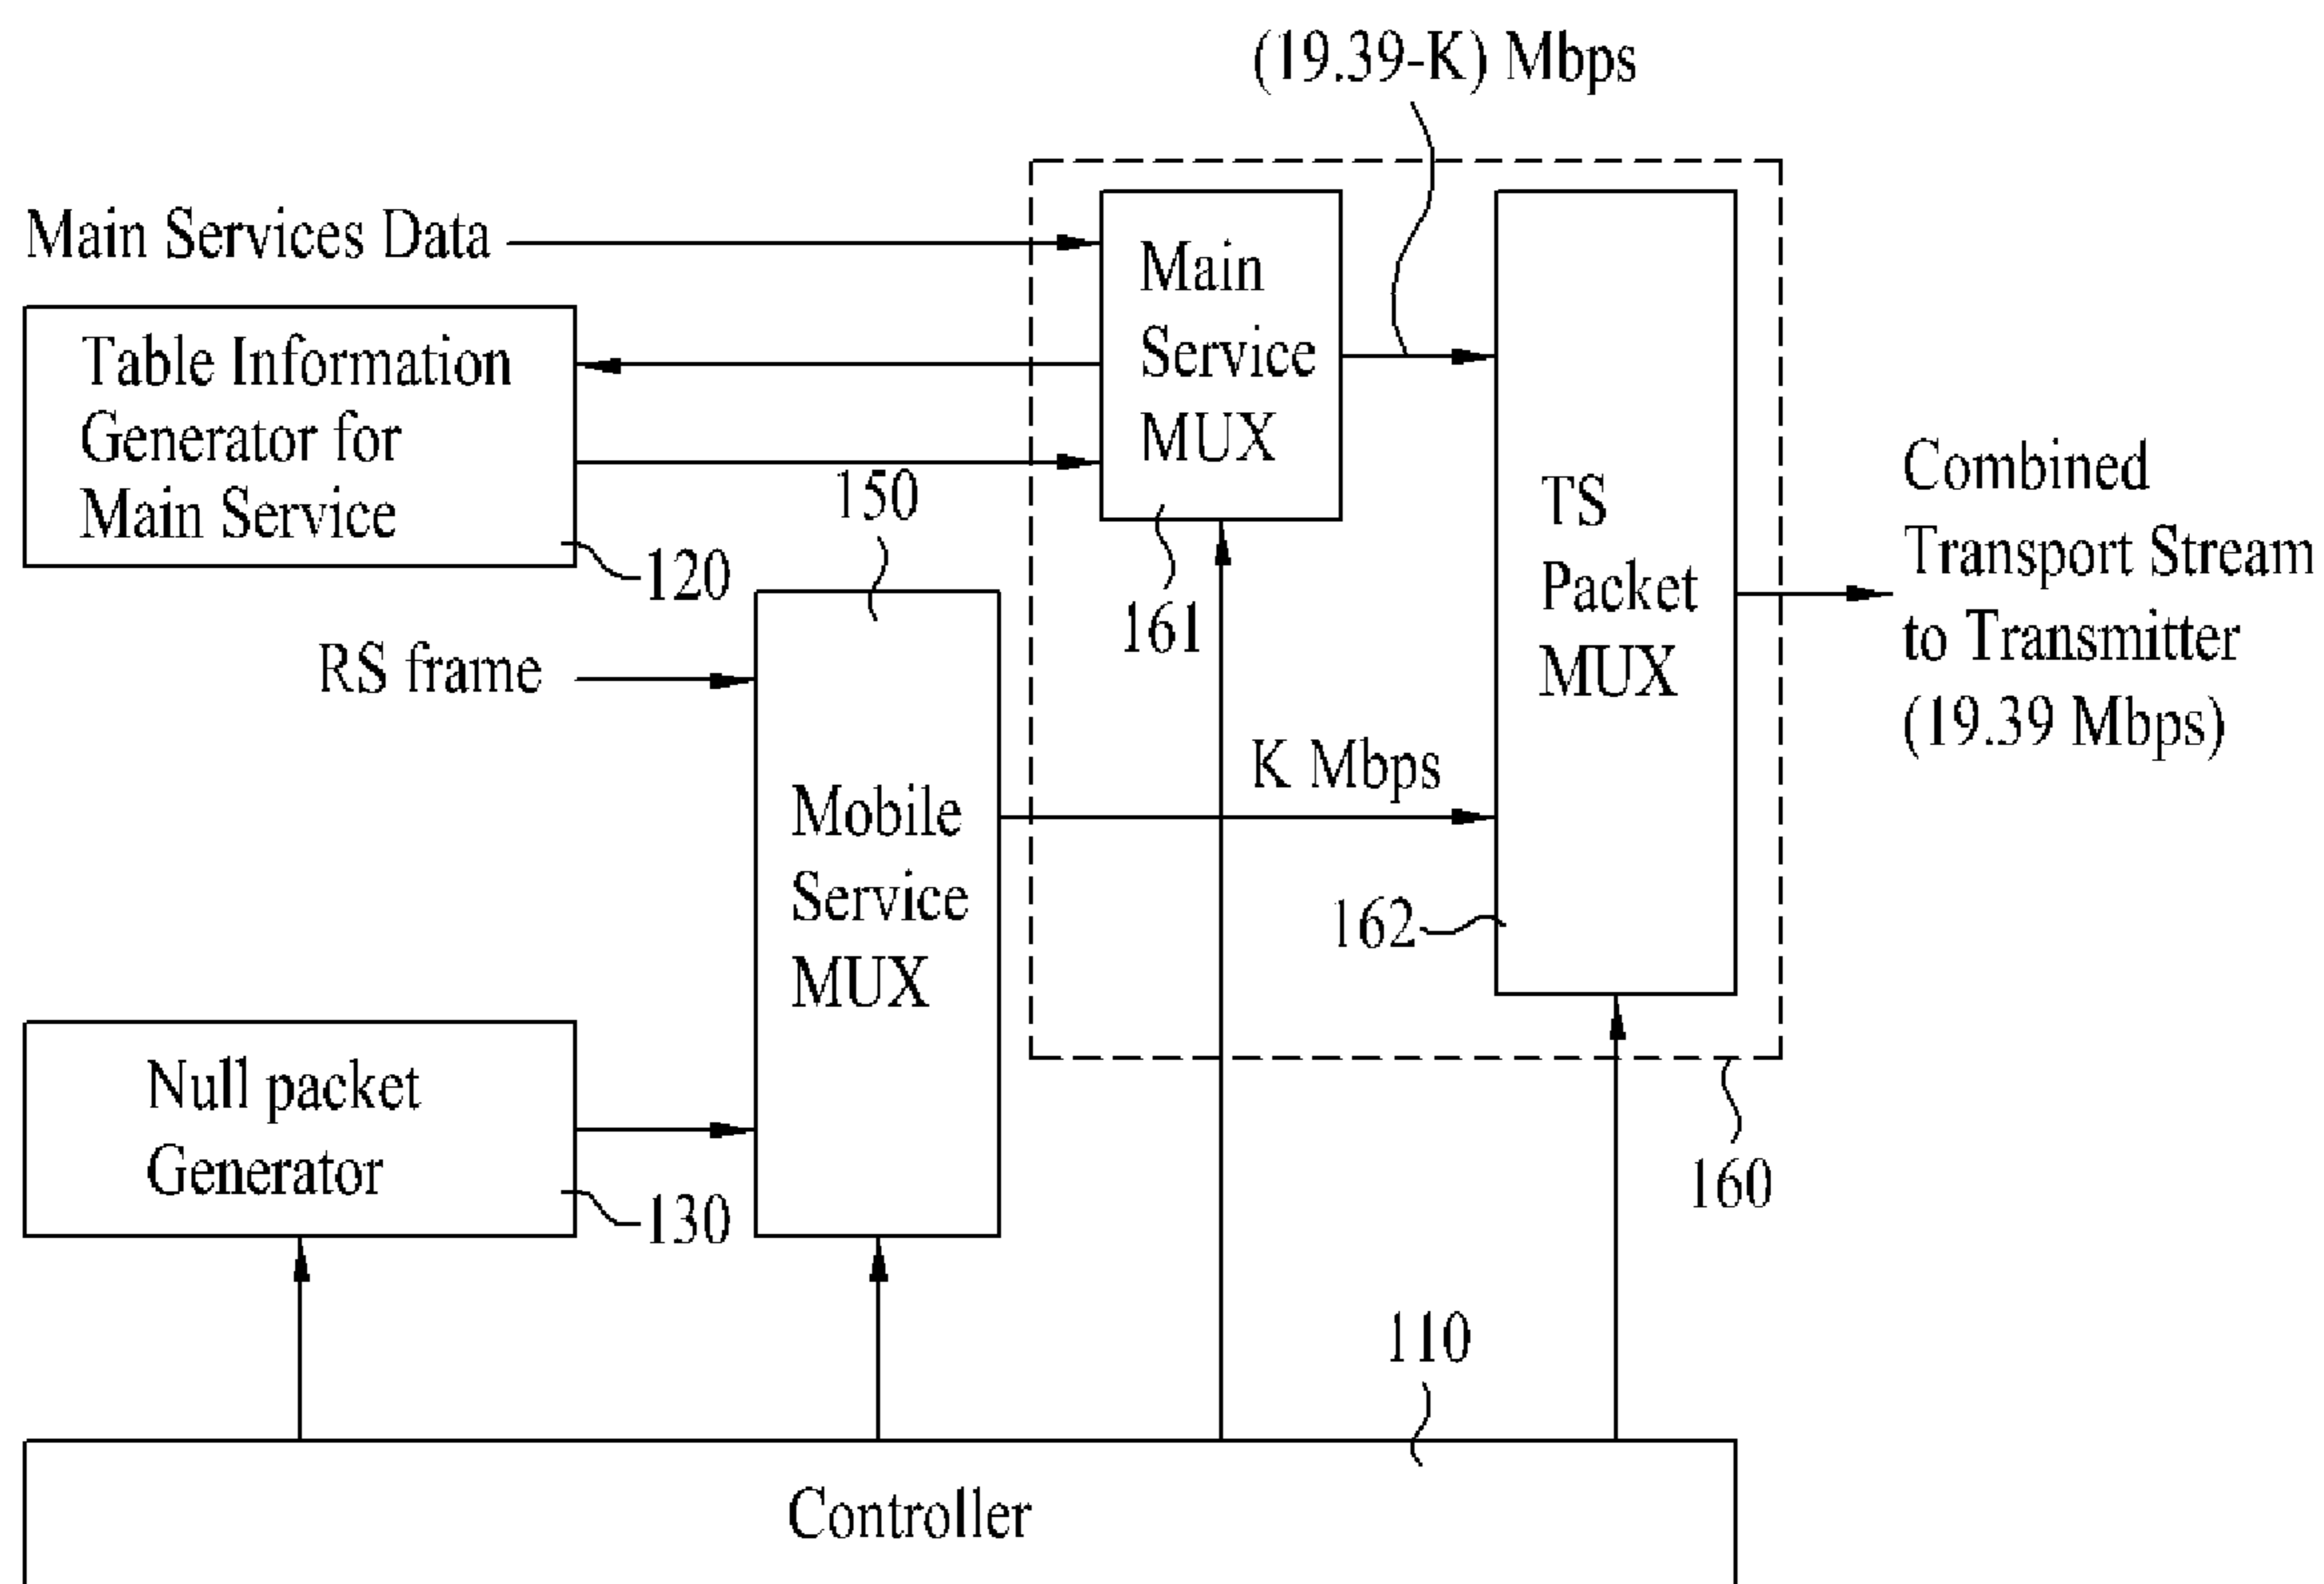 (19.39-K) Mbps
Main Services Data
Table Information
Generator for
Main Service
120
Main
Service
MUX
161
TS
Packet
MUX
162
Combined
Transport Stream
to Transmitter
(19.39 Mbps)
150
RS frame
Mobile
Service
MUX
K Mbps
Null packet
Generator
130
160
110
Controller